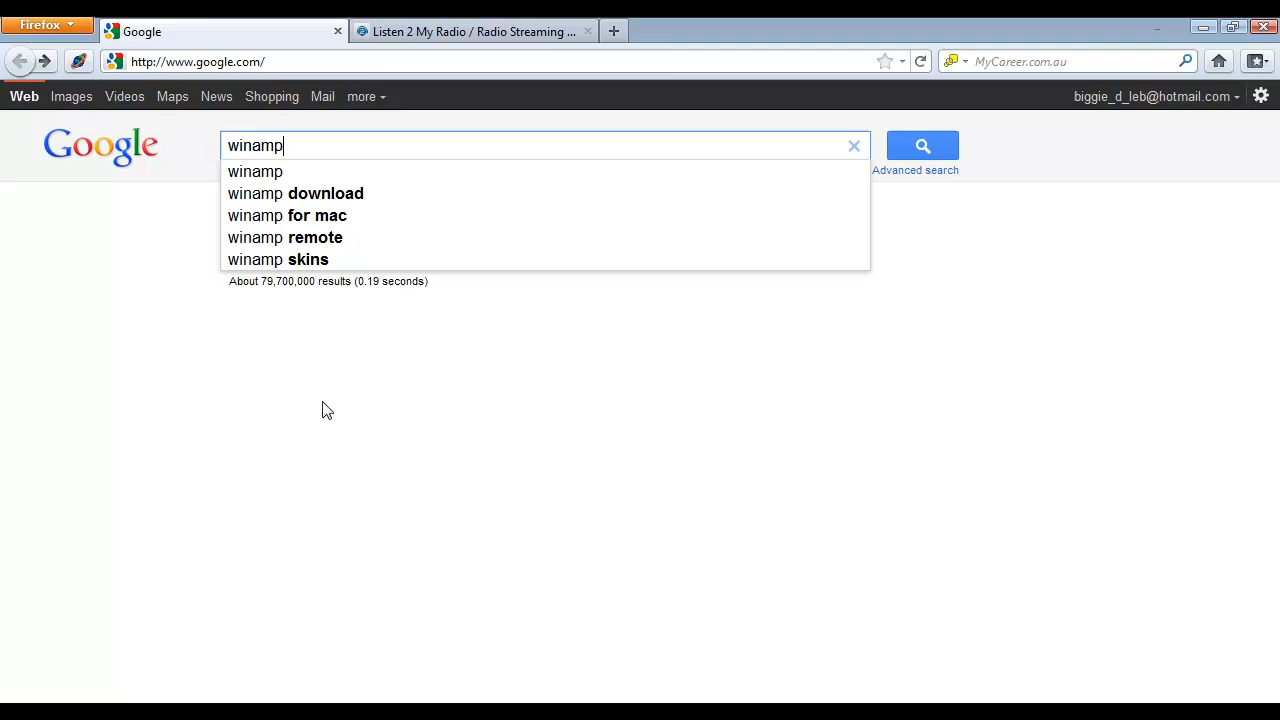 Firefox
Google
Listen 2 My Radio / Radio Streaming ...
http://www.google.com/
MyCareer.com.au
Web Images Videos Maps News Shopping Mail more
biggie_d_leb@hotmail.com
Google
winamp
Advanced search
winamp
winamp download
winamp for mac
winamp remote
winamp skins
About 79,700,000 results (0.19 seconds)